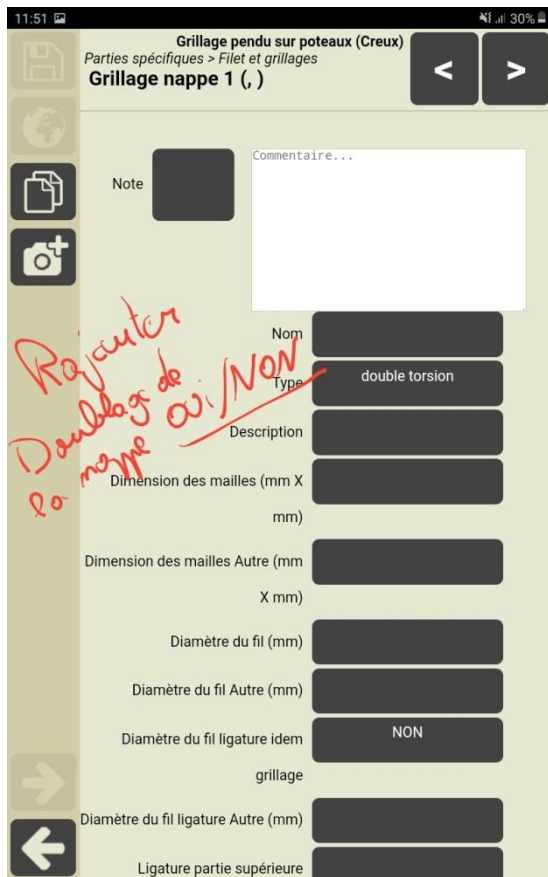 11:51 30%
Grillage pendu sur poteaux (Creux)
Parties spécifiques > Filet et grillages
Grillage nappe 1 (, )
< >
Note
Commentaire...
Nom
Rajouter
Doublage de
la nappe OUi/NON
Type double torsion
Description
Dimension des mailles (mm X
mm)
Dimension des mailles Autre (mm
X mm)
Diamètre du fil (mm)
Diamètre du fil Autre (mm)
Diamètre du fil ligature idem
grillage
NON
Diamètre du fil ligature Autre (mm)
Ligature partie supérieure